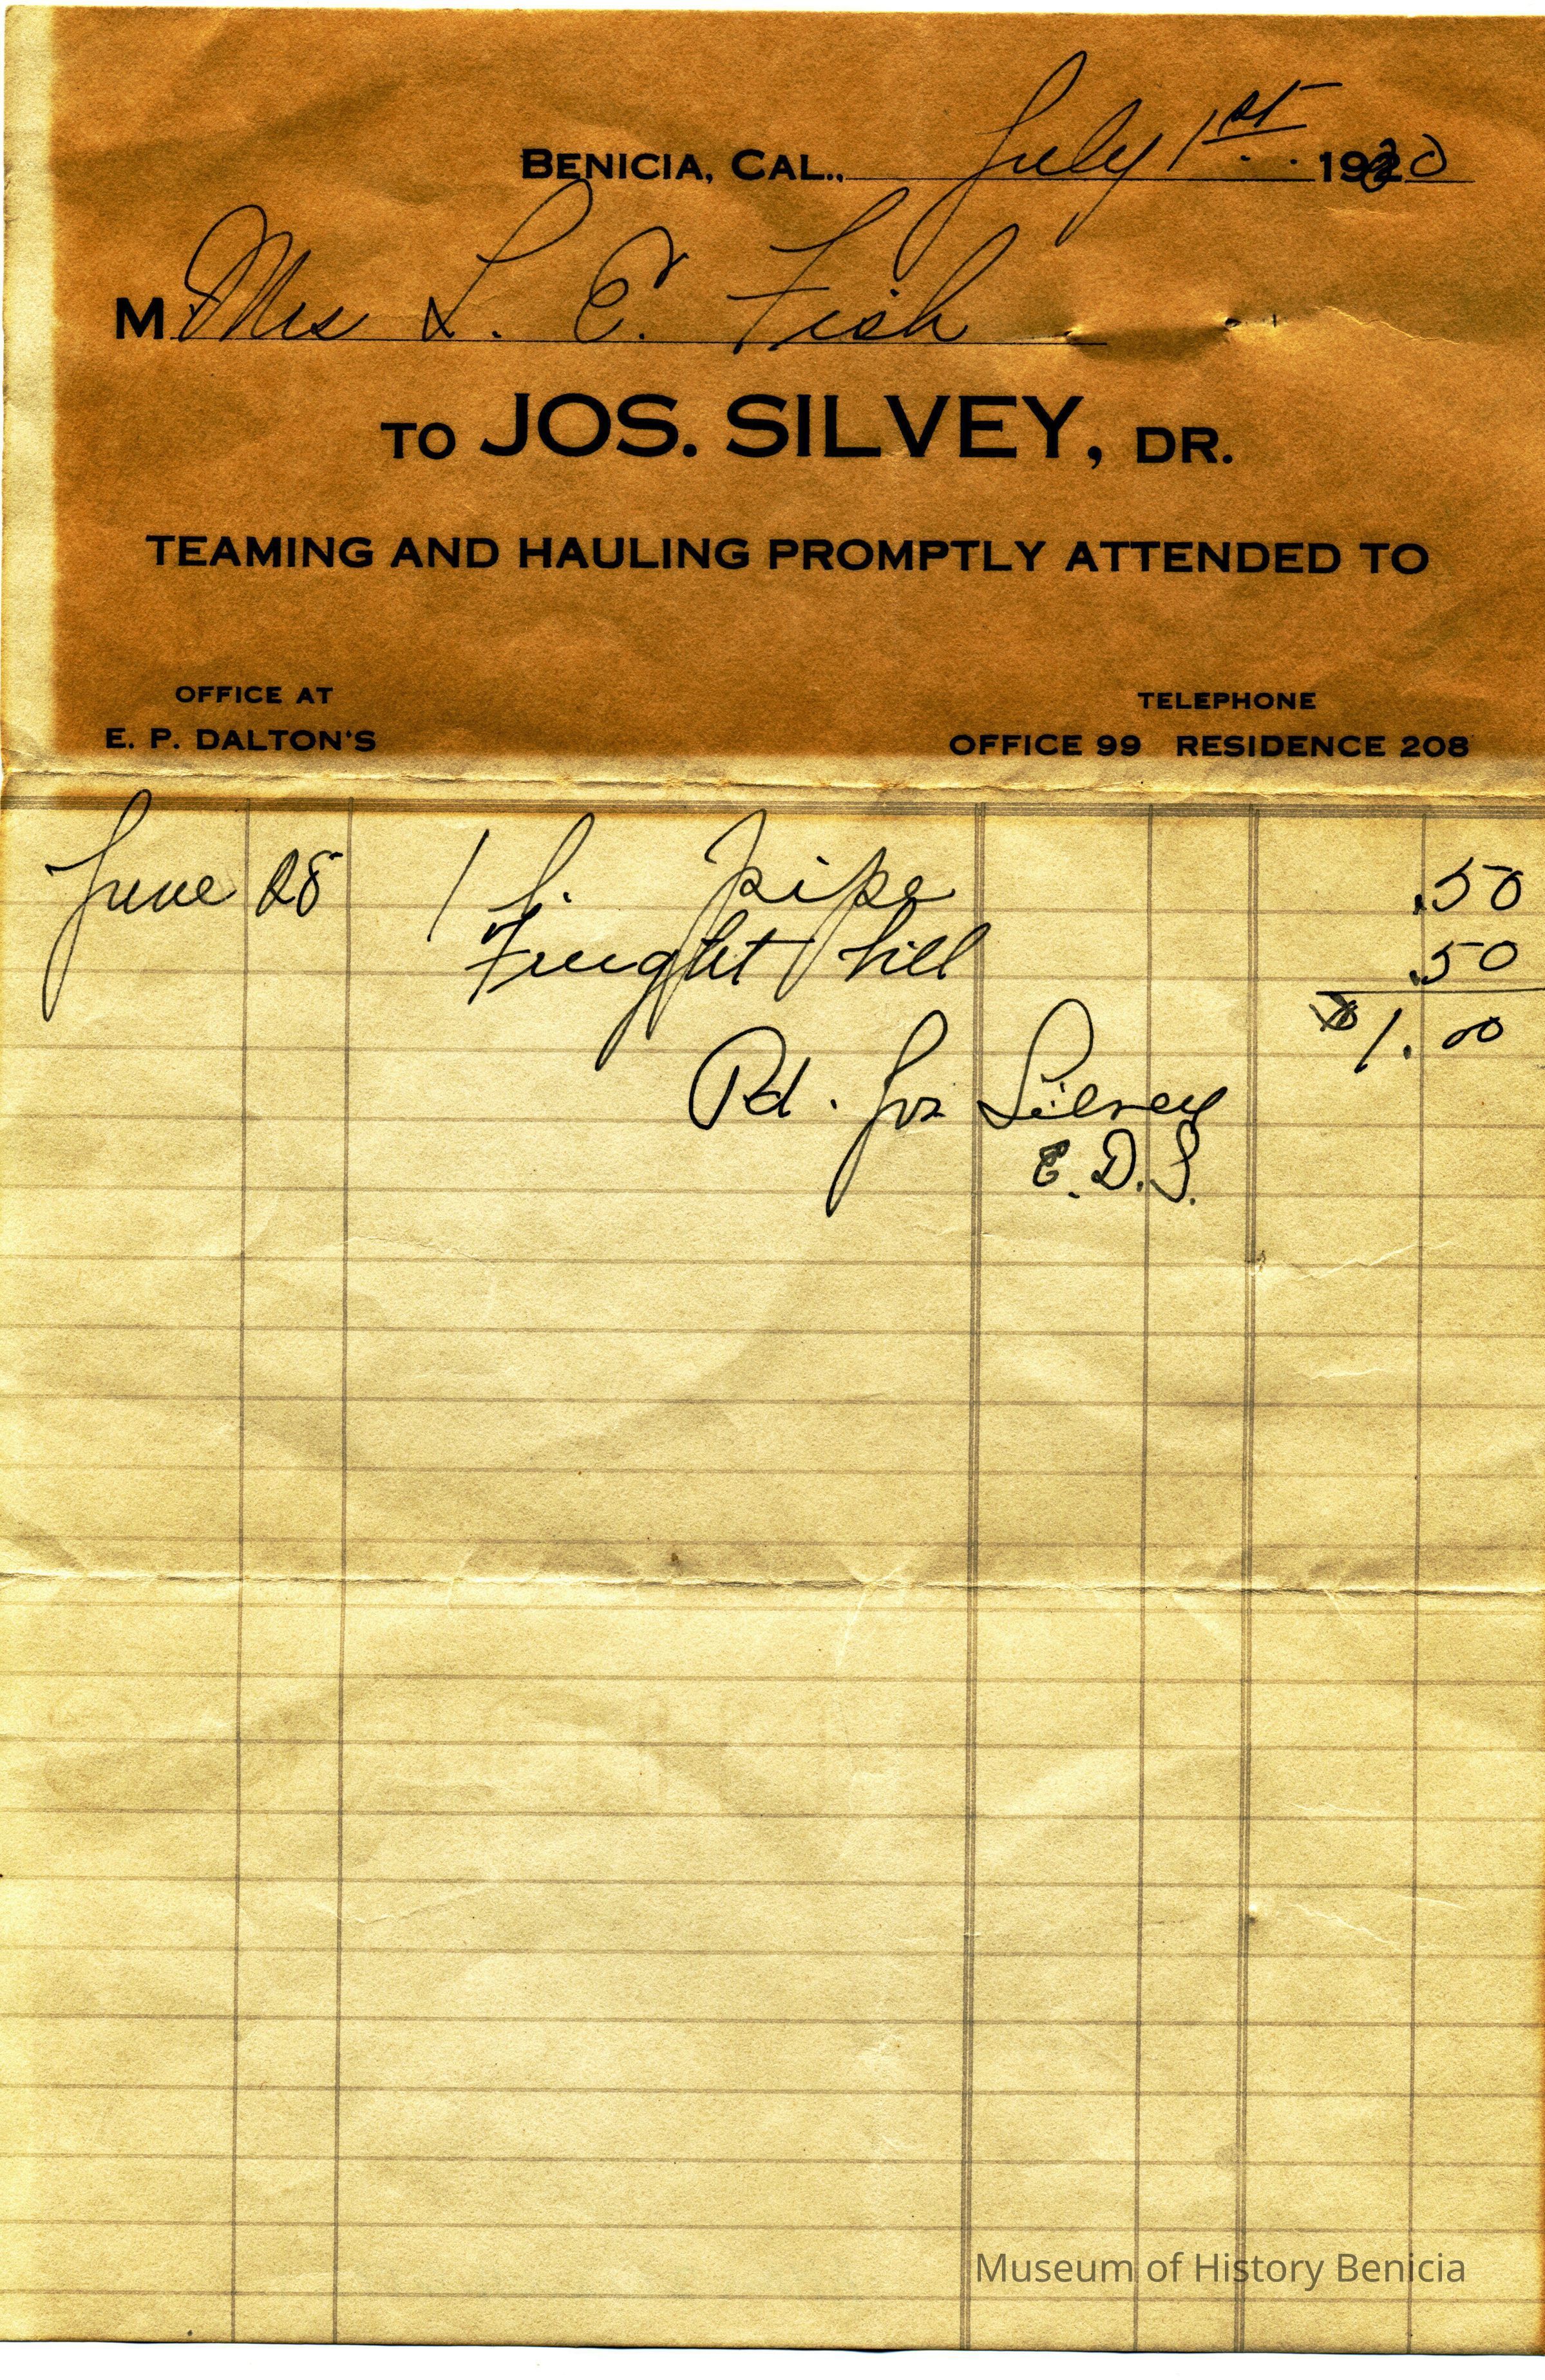 BENICIA, CAL., July 1st 1920
M Mrs L. E. Fish
TO JOS. SILVEY, DR.
TEAMING AND HAULING PROMPTLY ATTENDED TO
OFFICE AT
E. P. DALTON'S
TELEPHONE
OFFICE 99 RESIDENCE 208
June 28 1 pipe .50
Freight bill .50
$1.00
Pd. Jos Silvey
E.D.S.
Museum of History Benicia